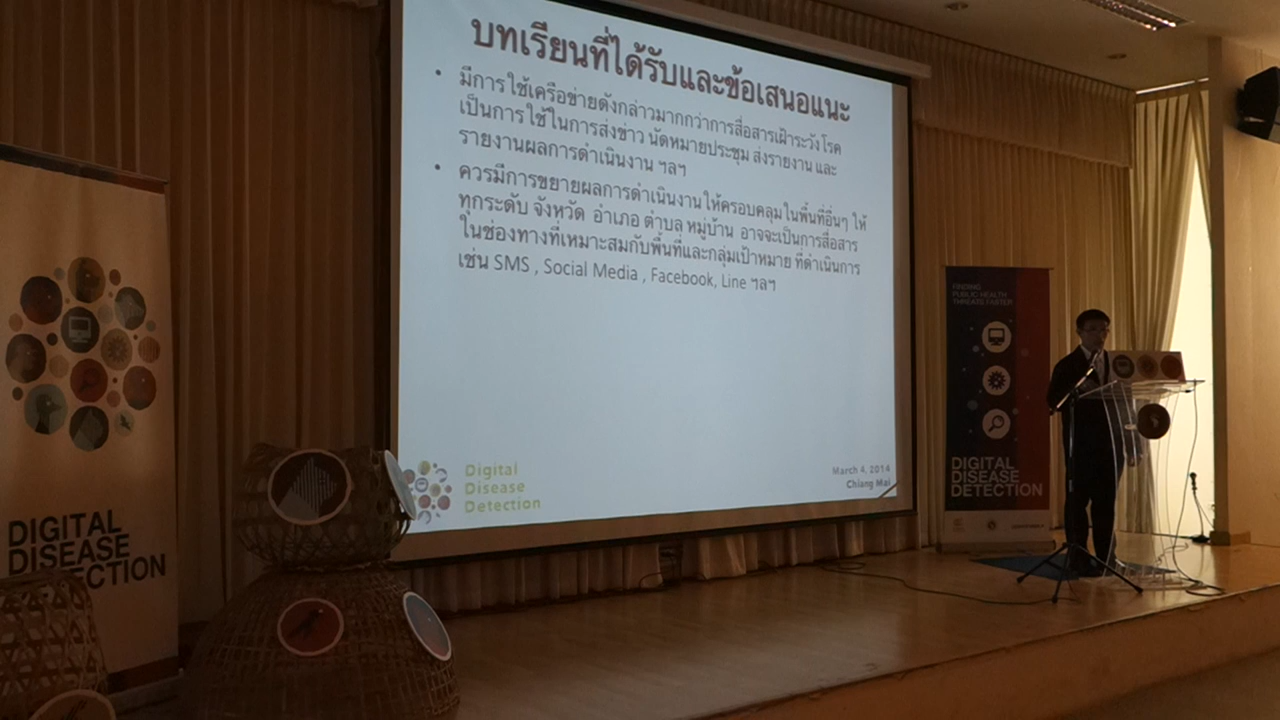 บทเรียนที่ได้รับและข้อเสนอแนะ
• มีการใช้เครือข่ายดังกล่าวมากกว่าการสื่อสารเฝ้าระวังโรค
เป็นการใช้ในการส่งข่าว นัดหมายประชุม ส่งรายงาน และ
รายงานผลการดำเนินงาน ฯลฯ
• ควรมีการขยายผลการดำเนินงานให้ครอบคลุมในพื้นที่อื่นๆ ให้
ทุกระดับ จังหวัด อำเภอ ตำบล หมู่บ้าน อาจจะเป็นการสื่อสาร
ในช่องทางที่เหมาะสมกับพื้นที่และกลุ่มเป้าหมาย ที่ดำเนินการ
เช่น SMS , Social Media , Facebook, Line ฯลฯ
Digital
Disease
Detection
March 4, 2014
Chiang Mai
DIGITAL
DISEASE
DETECTION
FINDING
PUBLIC HEALTH
THREATS FASTER
DIGITAL
DISEASE
DETECTION